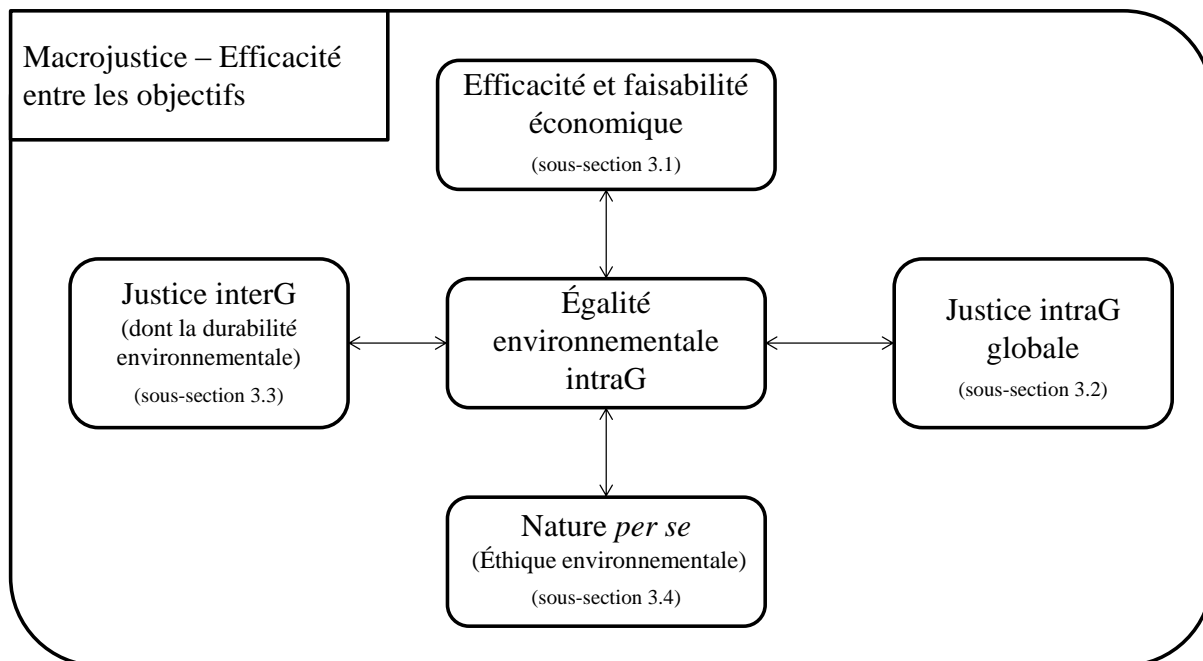 Macrojustice – Efficacité
entre les objectifs
Efficacité et faisabilité
économique
(sous-section 3.1)
Justice interG
(dont la durabilité
environnementale)
(sous-section 3.3)
Égalité
environnementale
intraG
Justice intraG
globale
(sous-section 3.2)
Nature per se
(Éthique environnementale)
(sous-section 3.4)